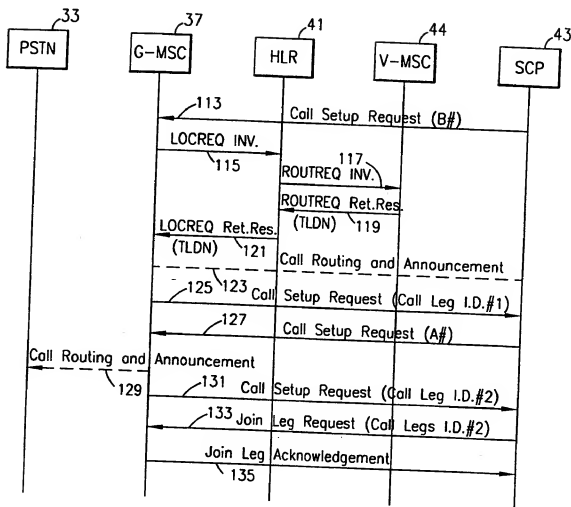 33
37
41
44
43
PSTN
G-MSC
HLR
V-MSC
SCP
113
Call Setup Request (B#)
LOCREQ INV.
115
117
ROUTREQ INV.
ROUTREQ Ret.Res.
(TLDN)
119
LOCREQ Ret.Res.
(TLDN)
121
Call Routing and Announcement
123
125
Call Setup Request (Call Leg I.D.#1)
127
Call Setup Request (A#)
Call Routing and Announcement
129
131
Call Setup Request (Call Leg I.D.#2)
133
Join Leg Request (Call Legs I.D.#2)
Join Leg Acknowledgement
135